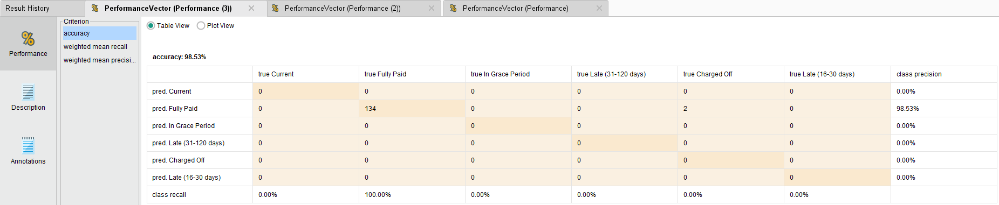 Result History
PerformanceVector (Performance (3))
PerformanceVector (Performance (2))
PerformanceVector (Performance)
Performance
Description
Annotations
Criterion
accuracy
weighted mean recall
weighted mean precisi...
Table View Plot View
accuracy: 98.53%
true Current true Fully Paid true In Grace Period true Late (31-120 days) true Charged Off true Late (16-30 days) class precision
pred. Current 0 0 0 0 0 0 0.00%
pred. Fully Paid 0 134 0 0 2 0 98.53%
pred. In Grace Period 0 0 0 0 0 0 0.00%
pred. Late (31-120 days) 0 0 0 0 0 0 0.00%
pred. Charged Off 0 0 0 0 0 0 0.00%
pred. Late (16-30 days) 0 0 0 0 0 0 0.00%
class recall 0.00% 100.00% 0.00% 0.00% 0.00% 0.00%